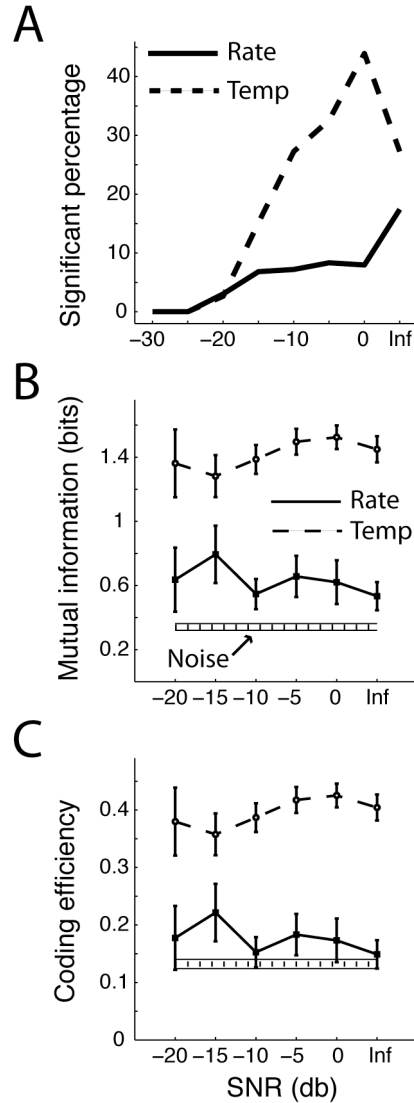 A
Rate
Temp
Significant percentage
40
30
20
10
0
-30 -20 -10 0 Inf
B
Mutual information (bits)
1.4
1
0.6
0.2
Rate
Temp
Noise
-20 -15 -10 -5 0 Inf
C
Coding efficiency
0.4
0.3
0.2
0.1
0
-20 -15 -10 -5 0 Inf
SNR (db)